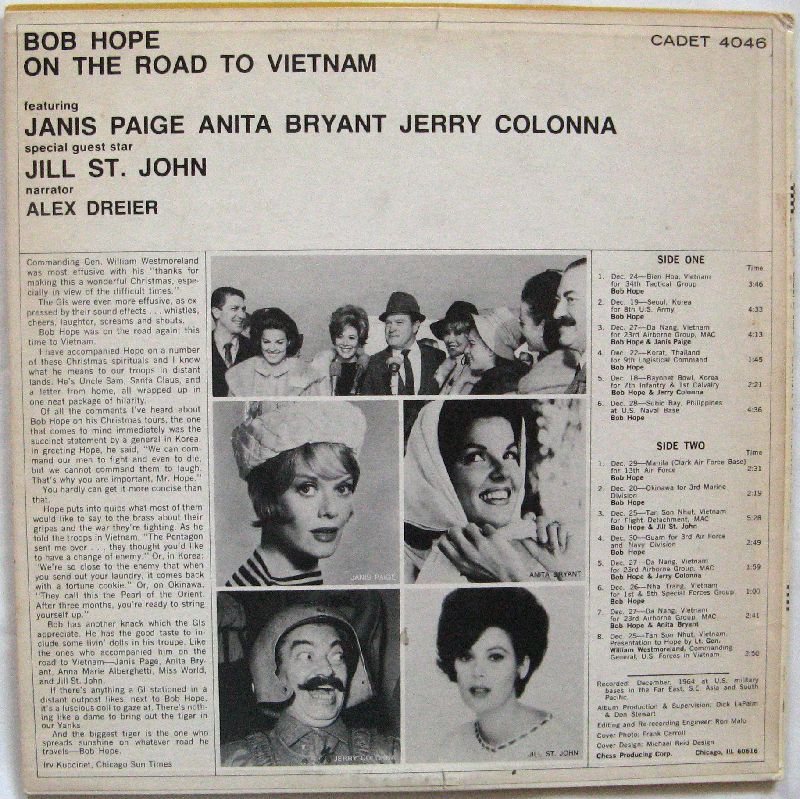 BOB HOPE
ON THE ROAD TO VIETNAM
CADET 4046
featuring
JANIS PAIGE ANITA BRYANT JERRY COLONNA
special guest star
JILL ST. JOHN
narrator
ALEX DREIER
Commanding Gen. William Westmoreland
was most effusive with his "thanks for
making this a wonderful Christmas, espe-
cially in view of the difficult times."
The GIs were even more effusive, as ex
pressed by their sound effects . . . whistles,
cheers, laughter, screams and shouts.
Bob Hope was on the road again; this
time to Vietnam.
I have accompanied Hope on a number
of these Christmas spirituals and I know
what he means to our troops in distant
lands. He's Uncle Sam, Santa Claus, and
a letter from home, all wrapped up in
one neat package of hilarity.
Of all the comments I've heard about
Bob Hope on his Christmas tours, the one
that comes to mind immediately was the
succinct statement by a general in Korea.
In greeting Hope, he said, "We can com-
mand our men to fight and even to die,
but we cannot command them to laugh.
That's why you are important, Mr. Hope."
You hardly can get it more concise than
that.
Hope puts into quips what most of them
would like to say to the brass about their
gripes and the war they're fighting. As he
told the troops in Vietnam, "The Pentagon
sent me over . . . they thought you'd like
to have a change of enemy." Or, in Korea:
"We're so close to the enemy that when
you send out your laundry, it comes back
with a fortune cookie." Or, on Okinawa,
"They call this the Pearl of the Orient.
After three months, you're ready to string
yourself up."
Bob has another knack which the GIs
appreciate. He has the good taste to in-
clude some livin' dolls in his troupe. Like
the ones who accompanied him on the
road to Vietnam—Janis Paige, Anita Bry-
ant, Anna Marie Alberghetti, Miss World,
and Jill St. John.
If there's anything a GI stationed in a
distant outpost likes, next to Bob Hope,
it's a luscious doll to gaze at. There's noth-
ing like a dame to bring out the tiger in
our Yanks.
And the biggest tiger is the one who
spreads sunshine on whatever road he
travels—Bob Hope.
Irv Kupcinet, Chicago Sun Times
JANIS PAIGE
ANITA BRYANT
JERRY COLONNA
JILL ST. JOHN
SIDE ONE
Time
1. Dec. 24—Bien Hoa, Vietnam
for 34th Tactical Group 3:46
Bob Hope
2. Dec. 19—Seoul, Korea
for 8th U.S. Army 4:33
Bob Hope
3. Dec. 27—Da Nang, Vietnam
for 23rd Airborne Group, MAC 4:13
Bob Hope & Janis Paige
4. Dec. 22—Korat, Thailand
for 9th Logistical Command 1:45
Bob Hope
5. Dec. 18—Bayonet Bowl, Korea
for 7th Infantry & 1st Calvalry 2:21
Bob Hope & Jerry Colonna
6. Dec. 28—Subic Bay, Philippines
at U.S. Naval Base 4:36
Bob Hope
SIDE TWO
Time
1. Dec. 29—Manila (Clark Air Force Base)
for 13th Air Force 2:31
Bob Hope
2. Dec. 20—Okinawa for 3rd Marine
Division 2:19
Bob Hope
3. Dec. 25—Tan Son Nhut, Vietnam
for Flight Detachment, MAC 5:28
Bob Hope & Jill St. John
4. Dec. 30—Guam for 3rd Air Force
and Navy Division 2:49
Bob Hope
5. Dec. 27—Da Nang, Vietnam
for 23rd Airborne Group, MAC 1:59
Bob Hope & Jerry Colonna
6. Dec. 26—Nha Trang, Vietnam
for 1st & 5th Special Forces Group 1:00
Bob Hope
7. Dec. 27—Da Nang, Vietnam
for 23rd Airborne Group, MAC 2:41
Bob Hope & Anita Bryant
8. Dec. 25—Tan Son Nhut, Vietnam.
Presentation to Hope by Lt. Gen.
William Westmoreland, Commanding
General, U.S. Forces in Vietnam 2:50
Recorded: December, 1964 at U.S. military
bases in the Far East, S.E. Asia and South
Pacific.
Album Production & Supervision: Dick LaPalm
& Don Stewart
Editing and Re-recording Engineer: Ron Malo
Cover Photo: Frank Carroll
Cover Design: Michael Reid Design
Chess Producing Corp. Chicago, Ill. 60616